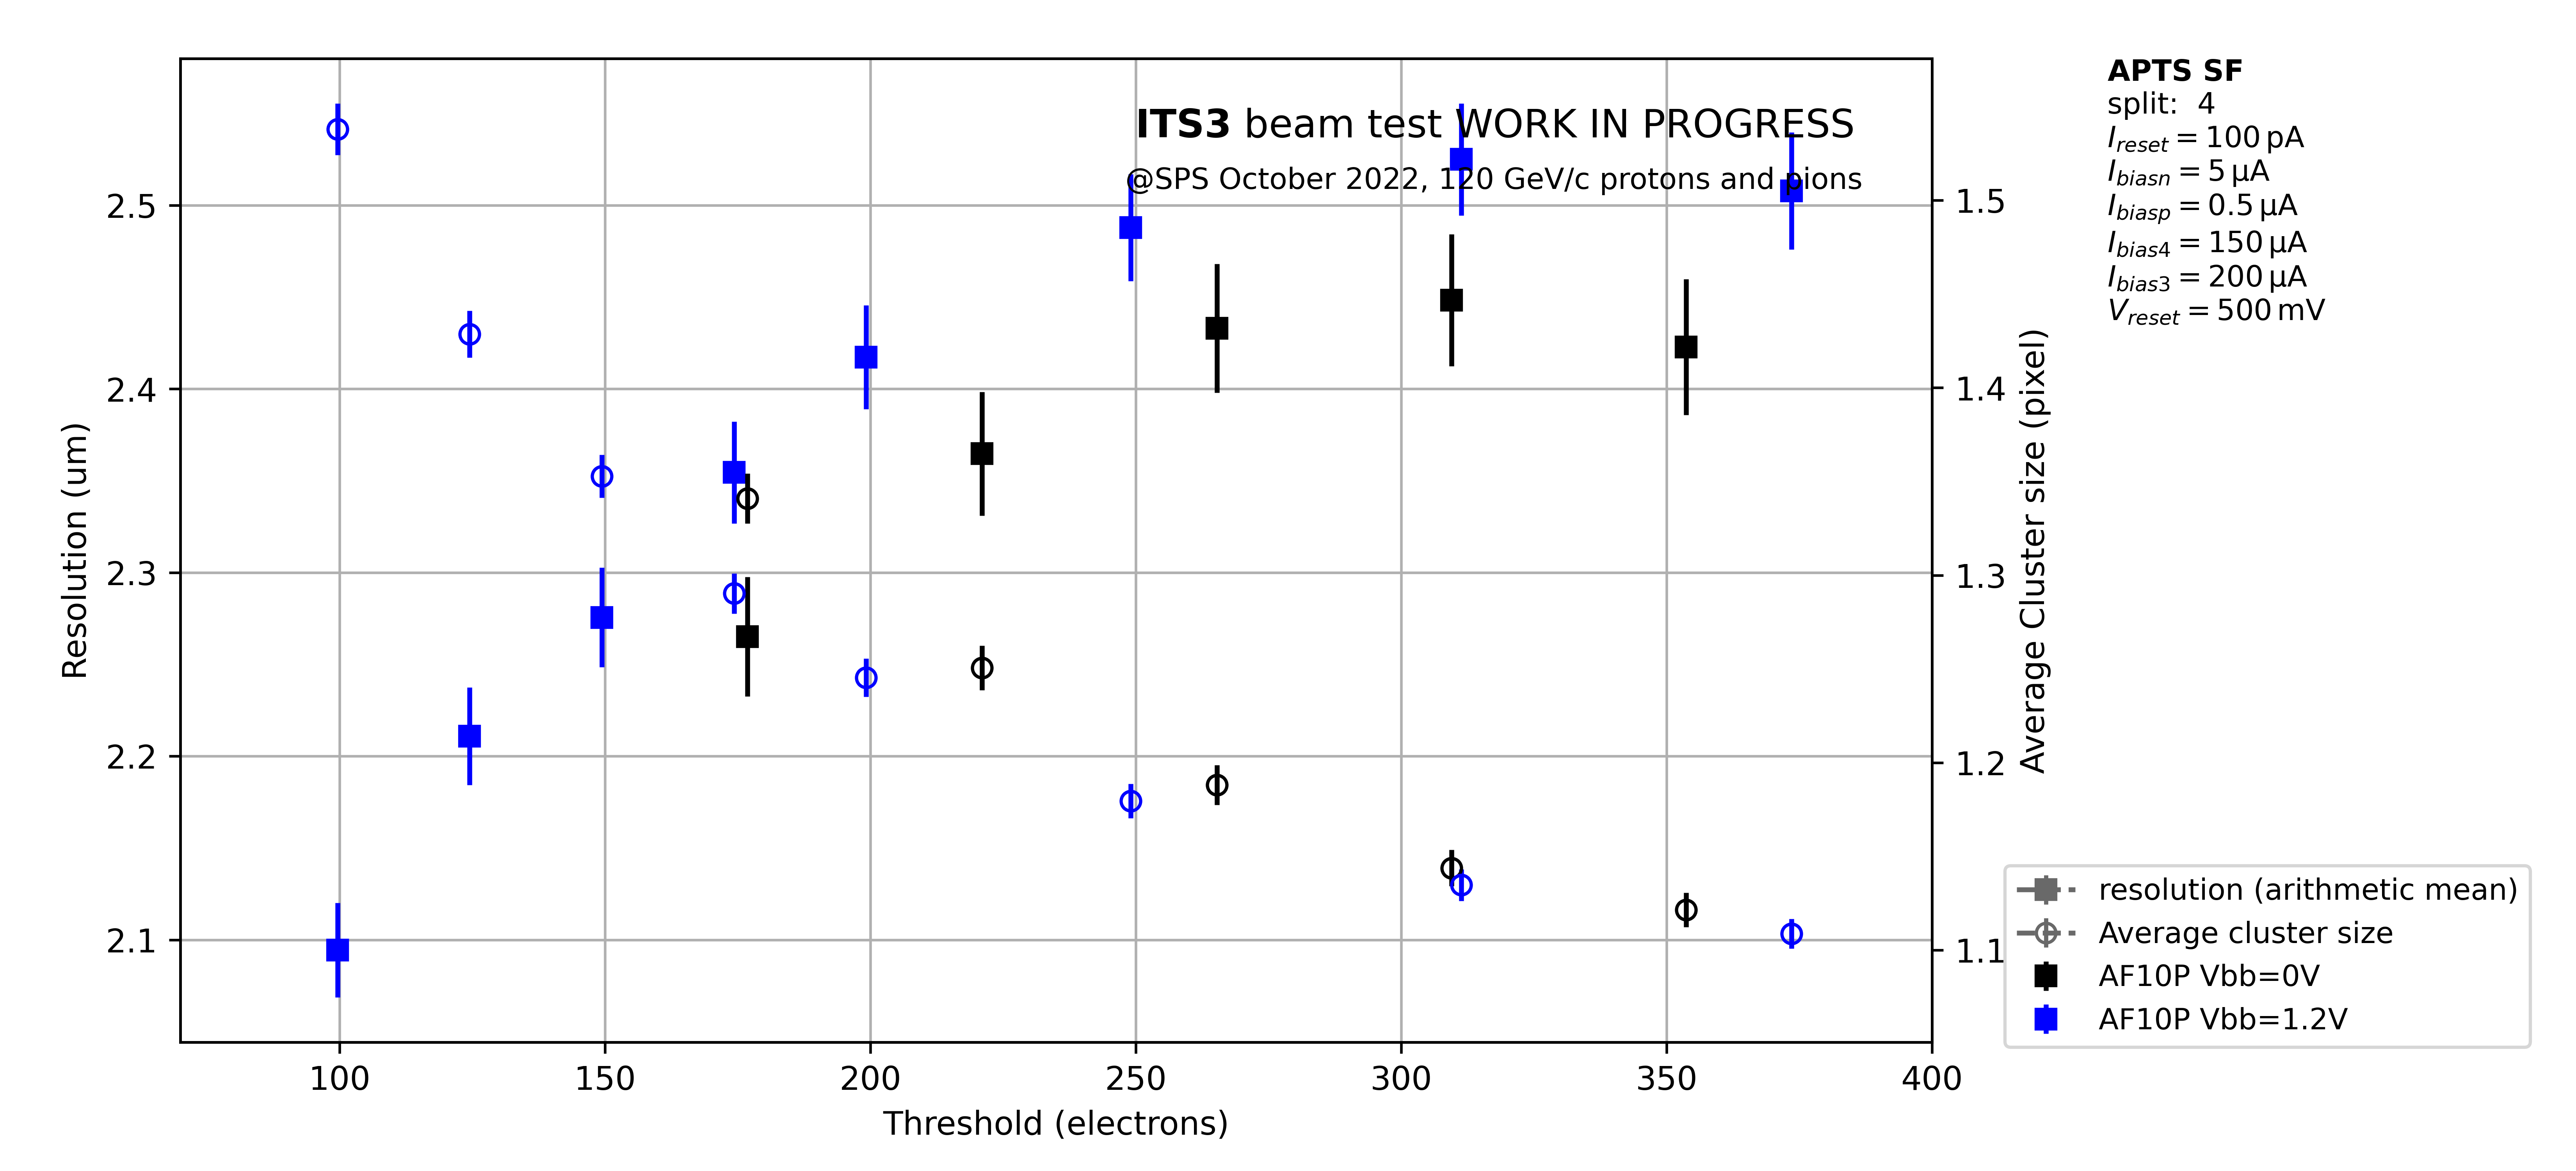 ITS3 beam test WORK IN PROGRESS
@SPS October 2022, 120 GeV/c protons and pions
APTS SF
split: 4
I_reset = 100 pA
I_biasn = 5 µA
I_biasp = 0.5 µA
I_bias4 = 150 µA
I_bias3 = 200 µA
V_reset = 500 mV
Resolution (um)
2.5
2.4
2.3
2.2
2.1
1.5
1.4
1.3
1.2
1.1
Average Cluster size (pixel)
resolution (arithmetic mean)
Average cluster size
AF10P Vbb=0V
AF10P Vbb=1.2V
100 150 200 250 300 350 400
Threshold (electrons)